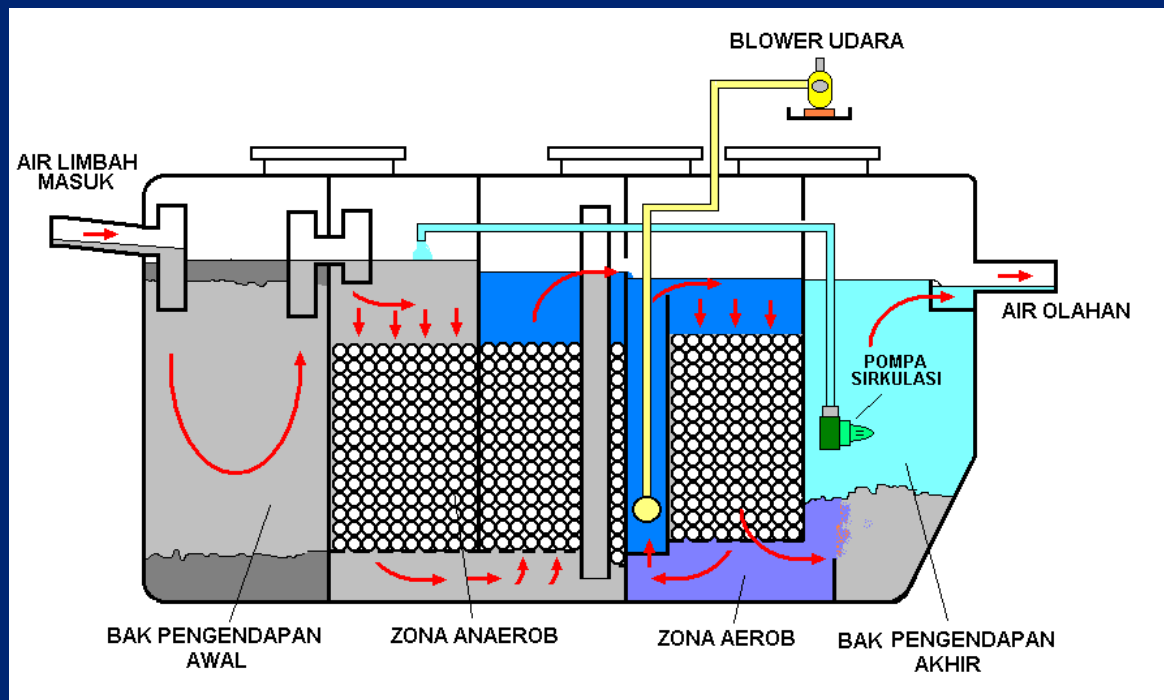 BLOWER UDARA
AIR LIMBAH
MASUK
AIR OLAHAN
POMPA
SIRKULASI
BAK PENGENDAPAN
AWAL
ZONA ANAEROB
ZONA AEROB
BAK PENGENDAPAN
AKHIR